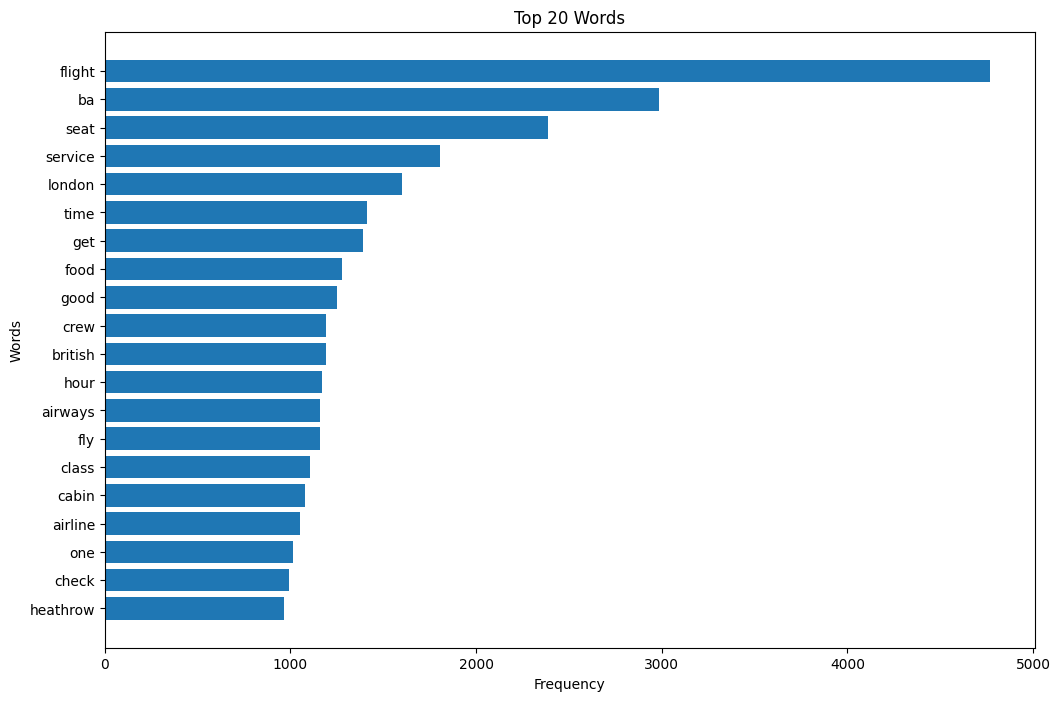 Top 20 Words
Words
flight
ba
seat
service
london
time
get
food
good
crew
british
hour
airways
fly
class
cabin
airline
one
check
heathrow
0 1000 2000 3000 4000 5000
Frequency